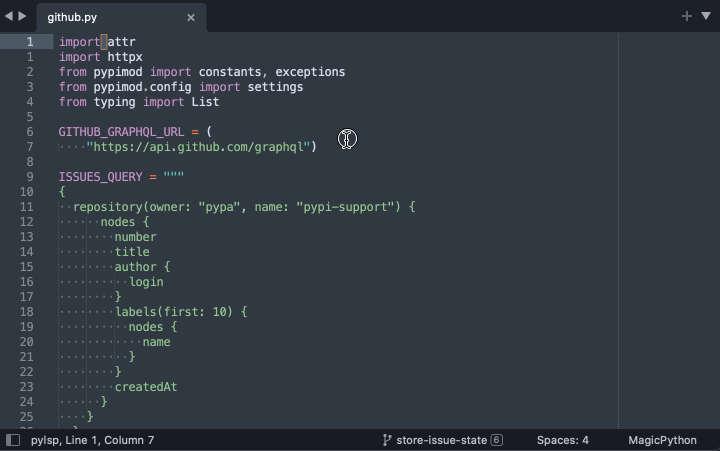 github.py
1 import attr
1 import httpx
2 from pypimod import constants, exceptions
3 from pypimod.config import settings
4 from typing import List
5
6 GITHUB_GRAPHQL_URL = (
7 ····"https://api.github.com/graphql")
8
9 ISSUES_QUERY = """
10 {
11 ··repository(owner: "pypa", name: "pypi-support") {
12 ······nodes {
13 ········number
14 ········title
15 ········author {
16 ··········login
17 ········}
18 ········labels(first: 10) {
19 ··········nodes {
20 ············name
21 ··········}
22 ········}
23 ········createdAt
24 ······}
25 ····}
pylsp, Line 1, Column 7 store-issue-state 6 Spaces: 4 MagicPython